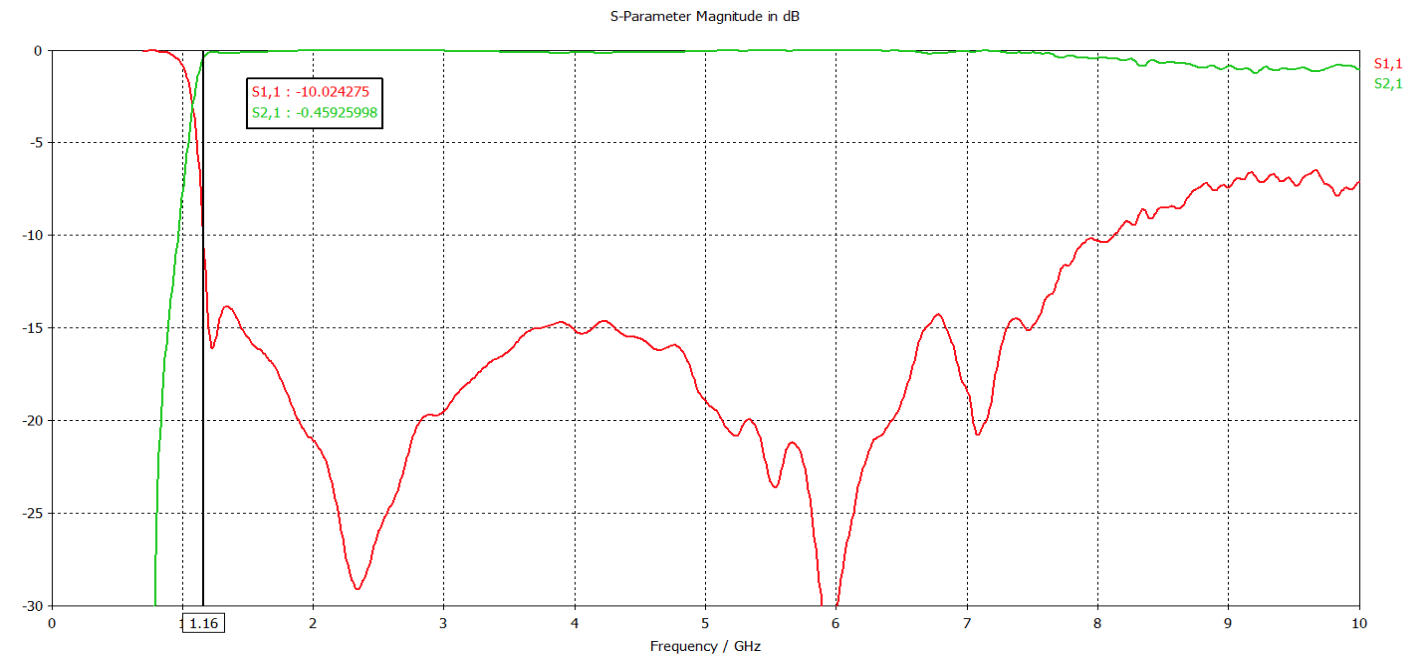 S-Parameter Magnitude in dB
0
-5
-10
-15
-20
-25
-30
S1,1 : -10.024275
S2,1 : -0.45925998
S1,1
S2,1
0 1 1.16 2 3 4 5 6 7 8 9 10
Frequency / GHz